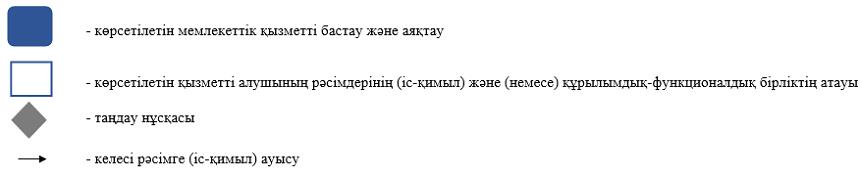 - көрсетілетін мемлекеттік қызметті бастау және аяқтау
- көрсетілетін қызметті алушының рәсімдерінің (іс-қимыл) және (немесе) құрылымдық-функционалдық бірліктің атауы
- таңдау нұсқасы
- келесі рәсімге (іс-қимыл) ауысу